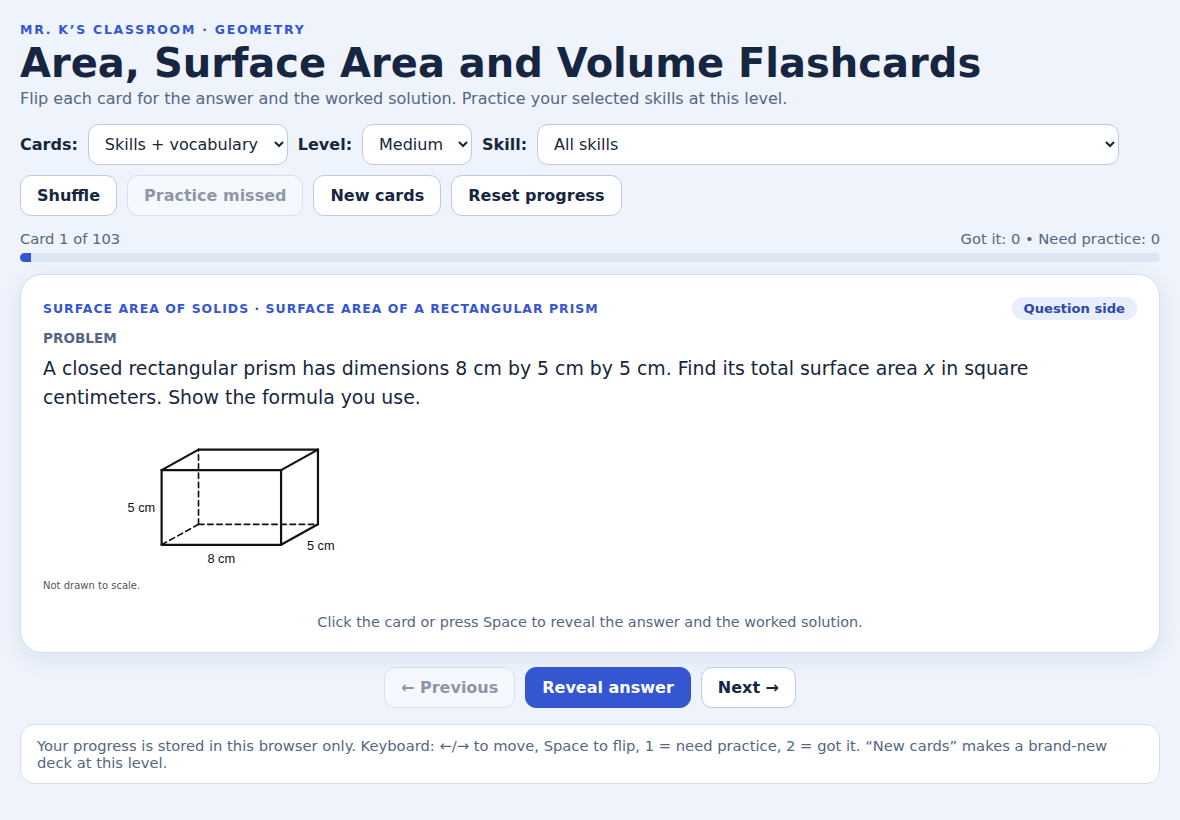 MR. K’S CLASSROOM · GEOMETRY
Area, Surface Area and Volume Flashcards
Flip each card for the answer and the worked solution. Practice your selected skills at this level.
Cards: Skills + vocabulary Level: Medium Skill: All skills
Shuffle Practice missed New cards Reset progress
Card 1 of 103 Got it: 0 • Need practice: 0
SURFACE AREA OF SOLIDS · SURFACE AREA OF A RECTANGULAR PRISM Question side
PROBLEM
A closed rectangular prism has dimensions 8 cm by 5 cm by 5 cm. Find its total surface area x in square
centimeters. Show the formula you use.
5 cm
5 cm
8 cm
Not drawn to scale.
Click the card or press Space to reveal the answer and the worked solution.
← Previous Reveal answer Next →
Your progress is stored in this browser only. Keyboard: ←/→ to move, Space to flip, 1 = need practice, 2 = got it. “New cards” makes a brand-new
deck at this level.